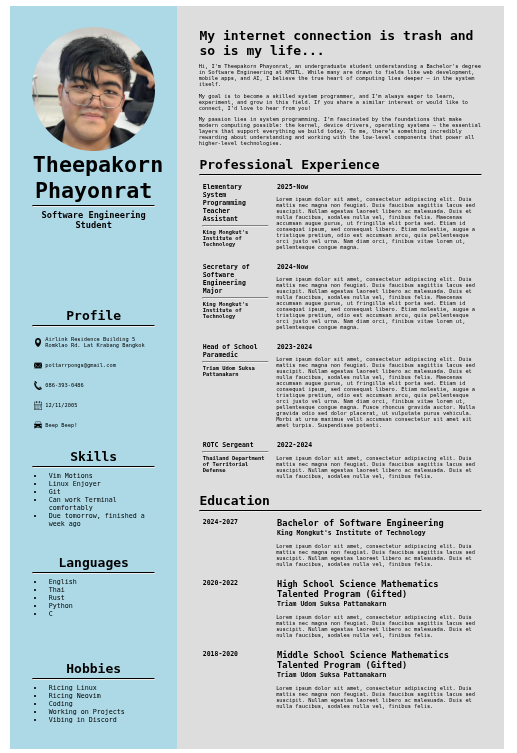 Theepakorn
Phayonrat
Software Engineering
Student
Profile
Airlink Residence Building 5
Romklao Rd. Lat Krabang Bangkok
pottarrponga@gmail.com
086-393-0486
12/11/2005
Beep Beep!
Skills
• Vim Motions
• Linux Enjoyer
• Git
• Can work Terminal
comfortably
• Due tomorrow, finished a
week ago
Languages
• English
• Thai
• Rust
• Python
• C
Hobbies
• Ricing Linux
• Ricing Neovim
• Coding
• Working on Projects
• Vibing in Discord
My internet connection is trash and
so is my life...
Hi, I'm Theepakorn Phayonrat, an undergraduate student understanding a Bachelor's degree
in Software Engineering at KMITL. While many are drawn to fields like web development,
mobile apps, and AI, I believe the true heart of computing lies deeper — in the system
itself.
My goal is to become a skilled system programmer, and I'm always eager to learn,
experiment, and grow in this field. If you share a similar interest or would like to
connect, I'd love to hear from you!
My passion lies in system programming. I'm fascinated by the foundations that make
modern computing possible: the kernel, device drivers, operating systems — the essential
layers that support everything we build today. To me, there's something incredibly
rewarding about understanding and working with the low-level components that power all
higher-level technologies.
Professional Experience
Elementary
System
Programming
Teacher
Assistant
King Mongkut's
Institute of
Technology
2025-Now
Lorem ipsum dolor sit amet, consectetur adipiscing elit. Duis
mattis nec magna non feugiat. Duis faucibus sagittis lacus sed
suscipit. Nullam egestas laoreet libero ac malesuada. Duis et
nibh lobortis, sodales nulla vel, finibus felis. Maecenas
accumsan augue purus, ut fringilla elit porta sed. Etiam id
consequat augue, quis consectetur libero. Etiam molestie, augue a
tristique pretium, odio est accumsan arcu, quis pellentesque
orci justo vel urna. Nam diam orci, finibus vitae lorem ut,
pellentesque congue magna.
Secretary of
Software
Engineering
Major
King Mongkut's
Institute of
Technology
2024-Now
Lorem ipsum dolor sit amet, consectetur adipiscing elit. Duis
mattis nec magna non feugiat. Duis faucibus sagittis lacus sed
suscipit. Nullam egestas laoreet libero ac malesuada. Duis et
nibh lobortis, sodales nulla vel, finibus felis. Maecenas
accumsan augue purus, ut fringilla elit porta sed. Etiam id
consequat augue, quis consectetur libero. Etiam molestie, augue a
tristique pretium, odio est accumsan arcu, quis pellentesque
orci justo vel urna. Nam diam orci, finibus vitae lorem ut,
pellentesque congue magna.
Head of School
Paramedic
Triam Udom Suksa
Pattanakarn
2023-2024
Lorem ipsum dolor sit amet, consectetur adipiscing elit. Duis
mattis nec magna non feugiat. Duis faucibus sagittis lacus sed
suscipit. Nullam egestas laoreet libero ac malesuada. Duis et
nibh lobortis, sodales nulla vel, finibus felis. Maecenas
accumsan augue purus, ut fringilla elit porta sed. Etiam id
consequat augue, quis consectetur libero. Etiam molestie, augue a
tristique pretium, odio est accumsan arcu, quis pellentesque
orci justo vel urna. Nam diam orci, finibus vitae lorem ut,
pellentesque congue magna. Fusce rhoncus gravida auctor. Nulla
gravida odio sed dolor placerat, ut vulputate purus vehicula.
Morbi at urna maximus velit accumsan consectetur sit amet sit
amet turpis. Suspendisse potenti.
ROTC Sergeant
Thailand Department
of Territorial
Defense
2022-2024
Lorem ipsum dolor sit amet, consectetur adipiscing elit. Duis
mattis nec magna non feugiat. Duis faucibus sagittis lacus sed
suscipit. Nullam egestas laoreet libero ac malesuada. Duis et
nibh lobortis, sodales nulla vel, finibus felis.
Education
2024-2027
Bachelor of Software Engineering
King Mongkut's Institute of Technology
Lorem ipsum dolor sit amet, consectetur adipiscing elit. Duis
mattis nec magna non feugiat. Duis faucibus sagittis lacus sed
suscipit. Nullam egestas laoreet libero ac malesuada. Duis et
nulla faucibus, sodales nulla vel, finibus felis.
2020-2022
High School Science Mathematics
Talented Program (Gifted)
Triam Udom Suksa Pattanakarn
Lorem ipsum dolor sit amet, consectetur adipiscing elit. Duis
mattis nec magna non feugiat. Duis faucibus sagittis lacus sed
suscipit. Nullam egestas laoreet libero ac malesuada. Duis et
nulla faucibus, sodales nulla vel, finibus felis.
2018-2020
Middle School Science Mathematics
Talented Program (Gifted)
Triam Udom Suksa Pattanakarn
Lorem ipsum dolor sit amet, consectetur adipiscing elit. Duis
mattis nec magna non feugiat. Duis faucibus sagittis lacus sed
suscipit. Nullam egestas laoreet libero ac malesuada. Duis et
faucibus, sodales nulla vel, finibus felis.